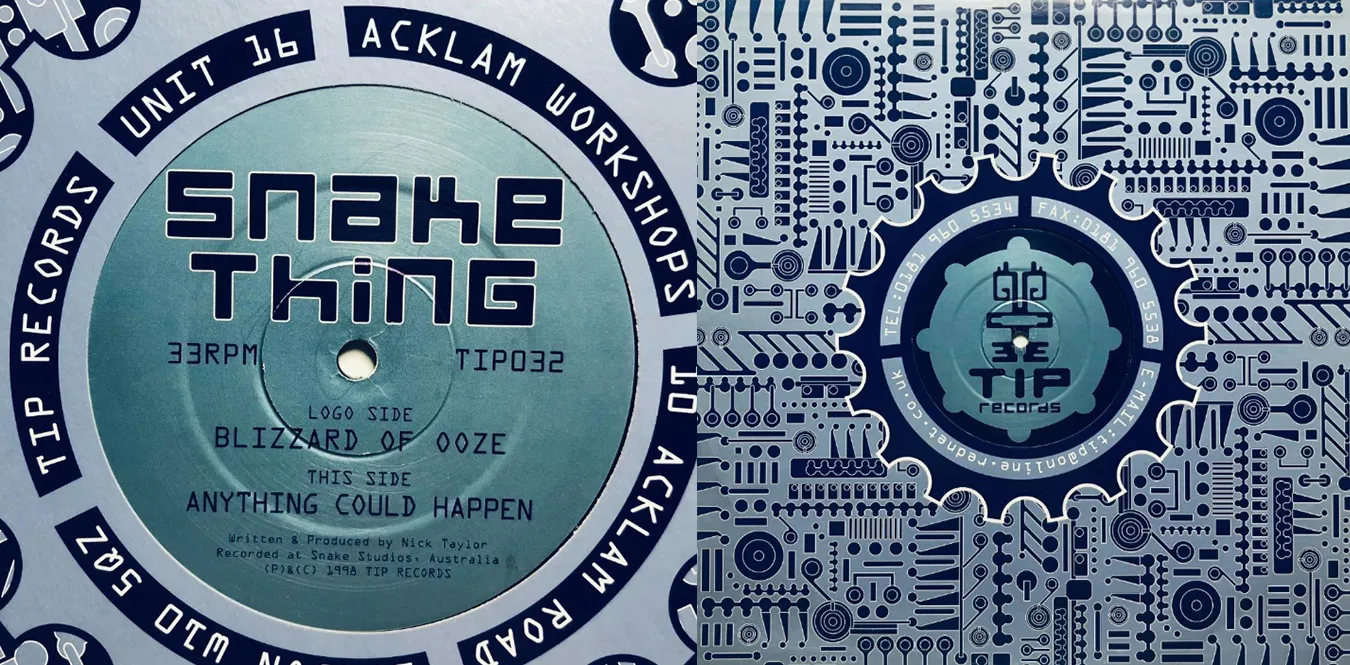 TIP RECORDS
UNIT 16
ACKLAM WORKSHOPS
10 ACKLAM ROAD
W10 5QZ
snake
Thing
33RPM
TIP032
LOGO SIDE
BLIZZARD OF OOZE
THIS SIDE
ANYTHING COULD HAPPEN
Written & Produced by Nick Taylor
Recorded at Snake Studios, Australia
(P)&(C) 1998 TIP RECORDS
TEL:0181 960 5534
FAX:0181 960 5538
E-MAIL:tip@online.rednet.co.uk
TIP
records